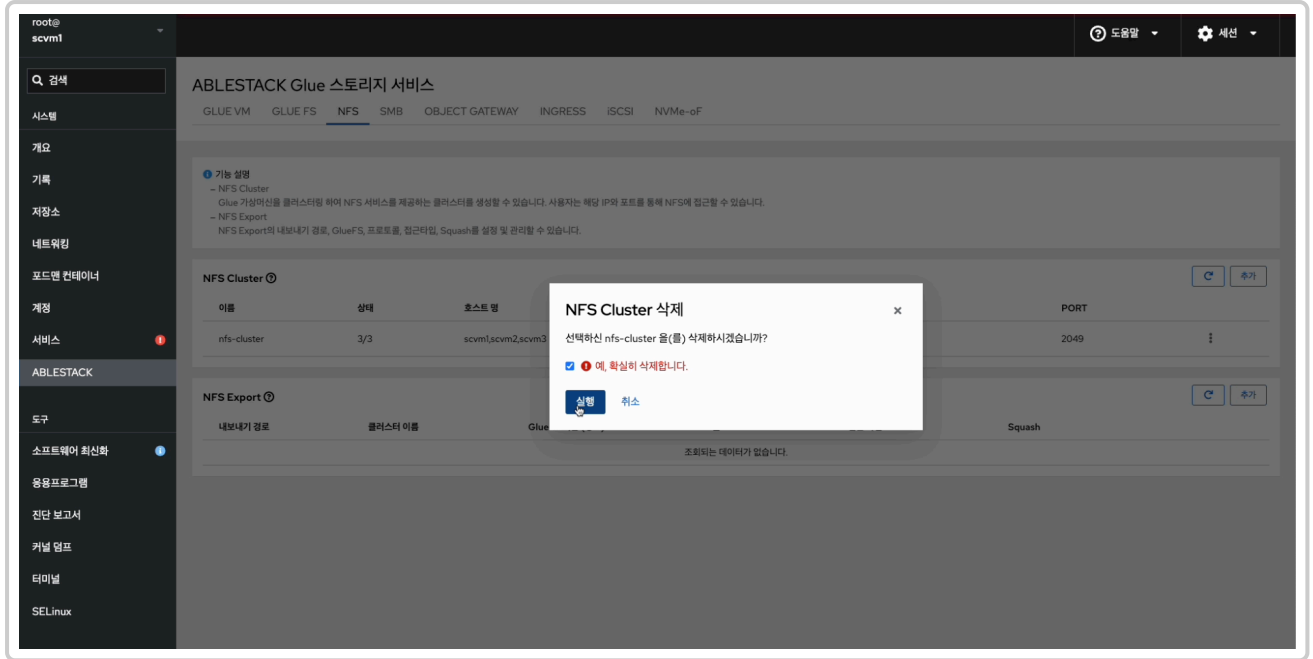 root@
scvm1
도움말
세션
검색
시스템
개요
기록
저장소
네트워킹
포드맨 컨테이너
계정
서비스
ABLESTACK
도구
소프트웨어 최신화
응용프로그램
진단 보고서
커널 덤프
터미널
SELinux
ABLESTACK Glue 스토리지 서비스
GLUE VM GLUE FS NFS SMB OBJECT GATEWAY INGRESS iSCSI NVMe-oF
기능 설명
– NFS Cluster
Glue 가상머신을 클러스터링 하여 NFS 서비스를 제공하는 클러스터를 생성할 수 있습니다. 사용자는 해당 IP와 포트를 통해 NFS에 접근할 수 있습니다.
– NFS Export
NFS Export의 내보내기 경로, GlueFS, 프로토콜, 접근타입, Squash를 설정 및 관리할 수 있습니다.
NFS Cluster
추가
이름 상태 호스트 명 PORT
nfs-cluster 3/3 scvm1,scvm2,scvm3 2049
NFS Cluster 삭제
선택하신 nfs-cluster 을(를) 삭제하시겠습니까?
예, 확실히 삭제합니다.
실행 취소
NFS Export
추가
내보내기 경로 클러스터 이름 Glue Squash
조회되는 데이터가 없습니다.